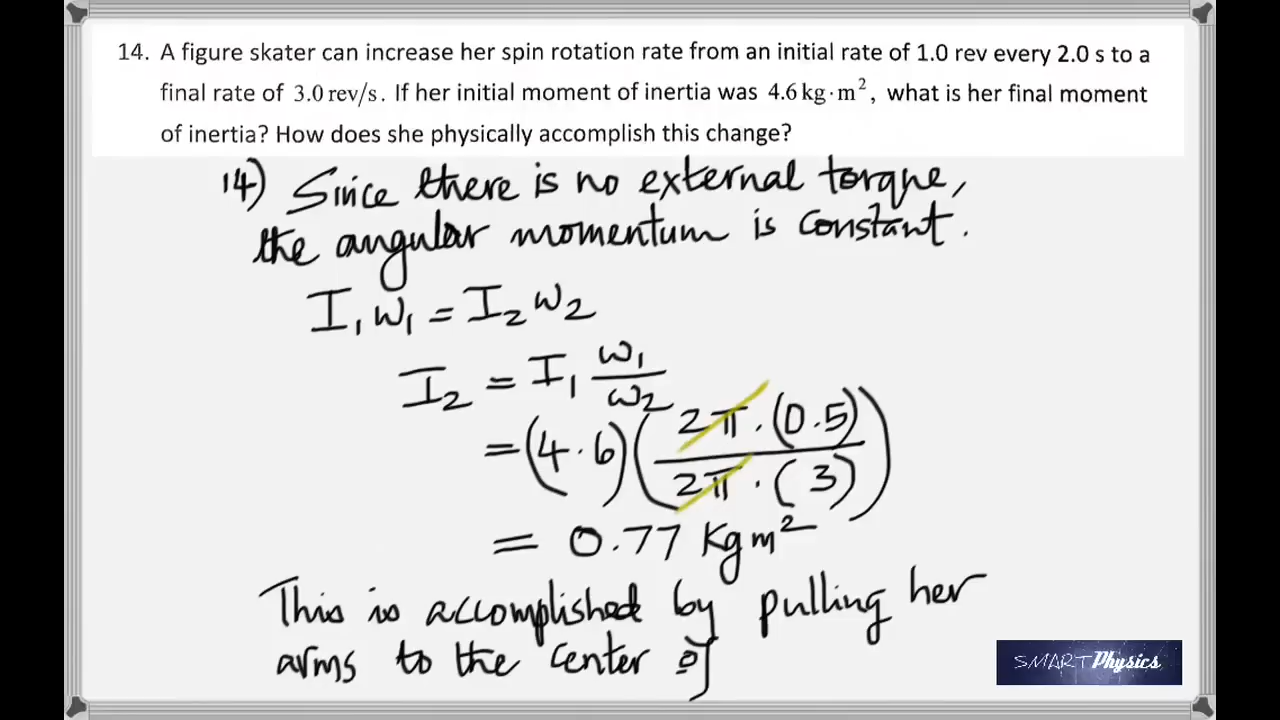 14. A figure skater can increase her spin rotation rate from an initial rate of 1.0 rev every 2.0 s to a
final rate of 3.0 rev/s. If her initial moment of inertia was 4.6 kg·m², what is her final moment
of inertia? How does she physically accomplish this change?
14) Since there is no external torque,
the angular momentum is constant.
I₁ω₁ = I₂ω₂
I₂ = I₁ ω₁/ω₂
= (4.6) (2π·(0.5)/2π·(3))
= 0.77 Kgm²
This is accomplished by pulling her
arms to the center of
SMARTPhysics